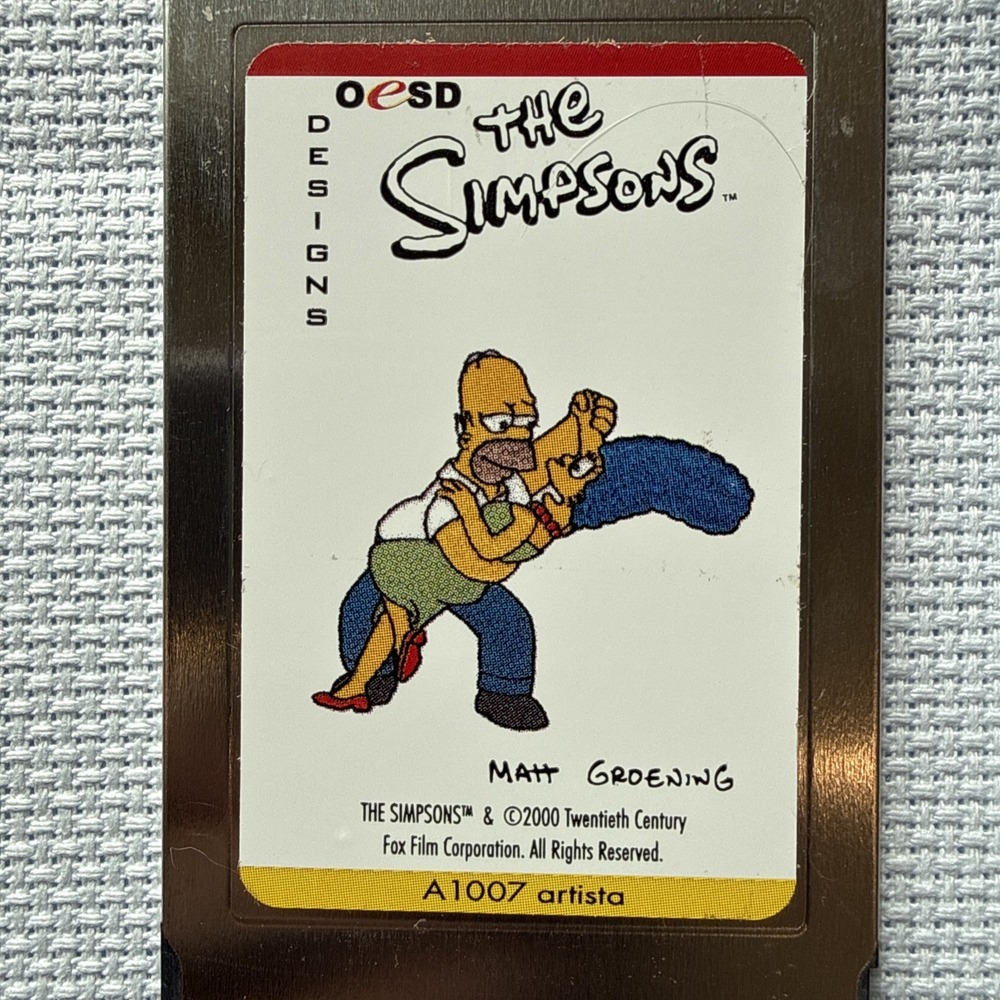 OeSD
DESIGNS
THE
SIMPSONS™
MATT GROENING
THE SIMPSONS™ & ©2000 Twentieth Century
Fox Film Corporation. All Rights Reserved.
A1007 artista